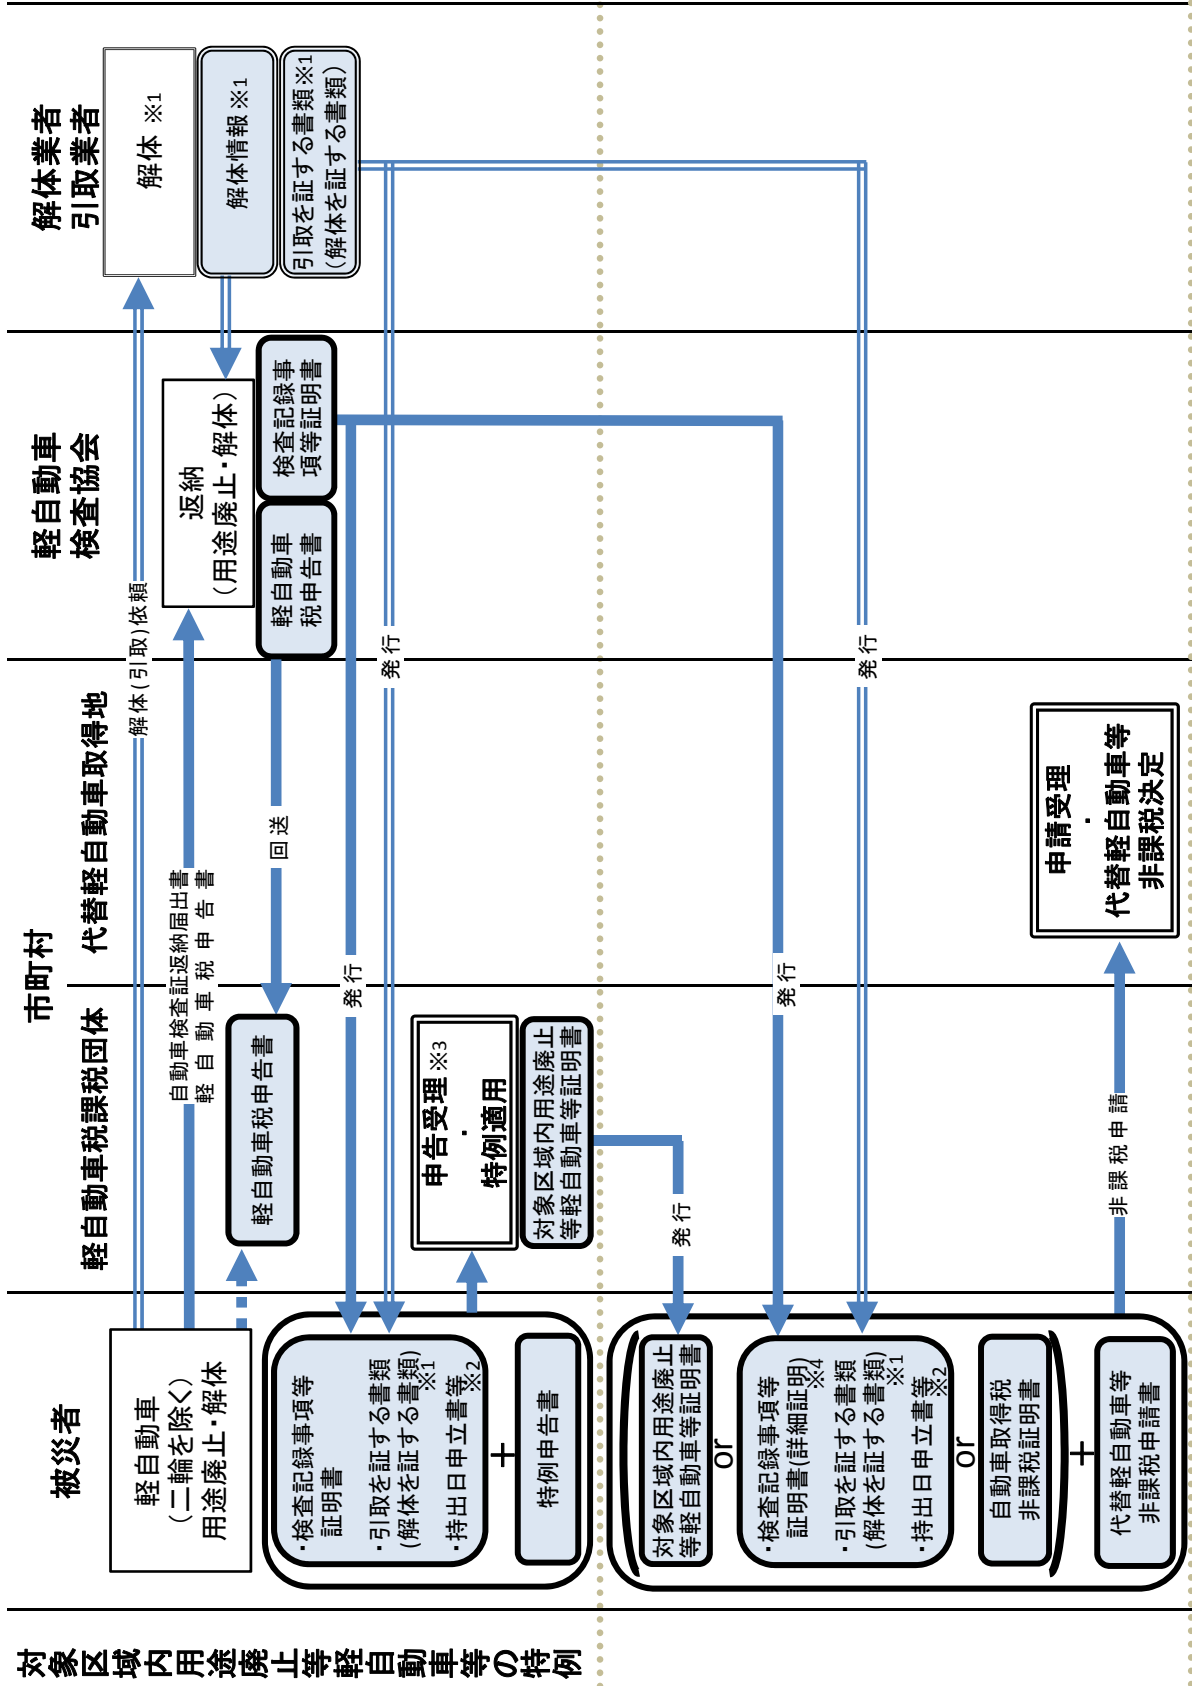 対象区域内用途廃止等軽自動車等の特例
被災者
市町村
軽自動車税課税団体
代替軽自動車取得地
軽自動車
検査協会
解体業者
引取業者
軽自動車
（二輪を除く）
用途廃止・解体
解体(引取)依頼
解体 ※1
自動車検査証返納届出書
軽自動車税申告書
返納
（用途廃止・解体）
解体情報 ※1
引取を証する書類※1
（解体を証する書類）
軽自動車
税申告書
検査記録事
項等証明書
回送
軽自動車税申告書
発行
発行
・検査記録事項等
証明書
・引取を証する書類
(解体を証する書類)
※1
・持出日申立書等
※2
＋
特例申告書
申告受理※3
・
特例適用
対象区域内用途廃止
等軽自動車等証明書
発行
発行
発行
対象区域内用途廃止
等軽自動車等証明書
or
・検査記録事項等
証明書(詳細証明)
※4
・引取を証する書類
(解体を証する書類)
※1
・持出日申立書等
※2
or
自動車取得税
非課税証明書
＋
代替軽自動車等
非課税申請書
非課税申請
申請受理
・
代替軽自動車等
非課税決定